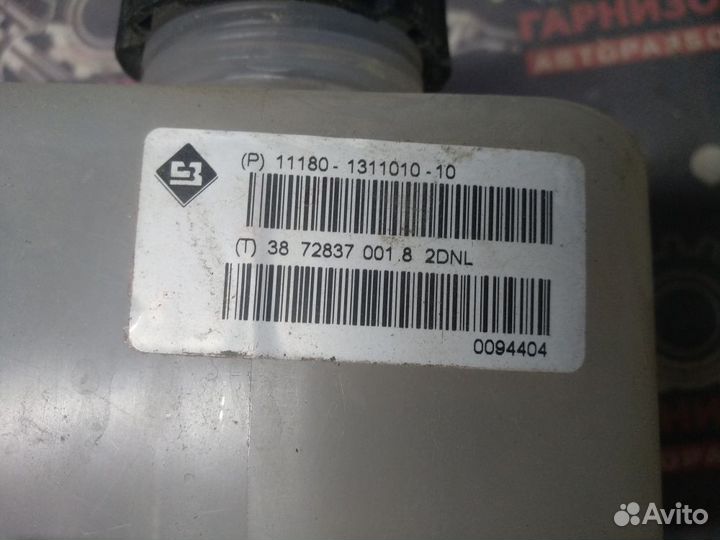 ГАРНИЗО
АВТОРАЗБО
(P) 11180 - 1311010 - 10
(T) 38 72837 001.8 2DNL
0094404
Avito